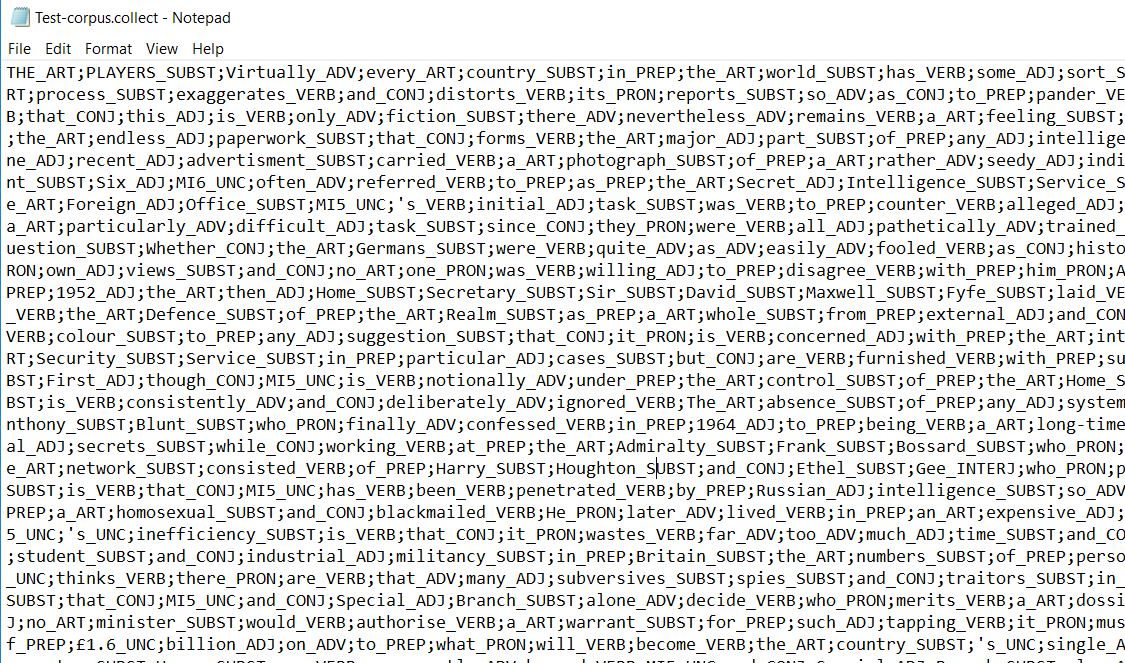 Test-corpus.collect - Notepad
File Edit Format View Help
THE_ART;PLAYERS_SUBST;Virtually_ADV;every_ART;country_SUBST;in_PREP;the_ART;world_SUBST;has_VERB;some_ADJ;sort_S
RT;process_SUBST;exaggerates_VERB;and_CONJ;distorts_VERB;its_PRON;reports_SUBST;so_ADV;as_CONJ;to_PREP;pander_VE
B;that_CONJ;this_ADJ;is_VERB;only_ADV;fiction_SUBST;there_ADV;nevertheless_ADV;remains_VERB;a_ART;feeling_SUBST;
;the_ART;endless_ADJ;paperwork_SUBST;that_CONJ;forms_VERB;the_ART;major_ADJ;part_SUBST;of_PREP;any_ADJ;intellige
ne_ADJ;recent_ADJ;advertisment_SUBST;carried_VERB;a_ART;photograph_SUBST;of_PREP;a_ART;rather_ADV;seedy_ADJ;indi
nt_SUBST;Six_ADJ;MI6_UNC;often_ADV;referred_VERB;to_PREP;as_PREP;the_ART;Secret_ADJ;Intelligence_SUBST;Service_S
e_ART;Foreign_ADJ;Office_SUBST;MI5_UNC;'s_VERB;initial_ADJ;task_SUBST;was_VERB;to_PREP;counter_VERB;alleged_ADJ;
a_ART;particularly_ADV;difficult_ADJ;task_SUBST;since_CONJ;they_PRON;were_VERB;all_ADJ;pathetically_ADV;trained_
uestion_SUBST;Whether_CONJ;the_ART;Germans_SUBST;were_VERB;quite_ADV;as_ADV;easily_ADV;fooled_VERB;as_CONJ;histo
RON;own_ADJ;views_SUBST;and_CONJ;no_ART;one_PRON;was_VERB;willing_ADJ;to_PREP;disagree_VERB;with_PREP;him_PRON;A
PREP;1952_ADJ;the_ART;then_ADJ;Home_SUBST;Secretary_SUBST;Sir_SUBST;David_SUBST;Maxwell_SUBST;Fyfe_SUBST;laid_VE
_VERB;the_ART;Defence_SUBST;of_PREP;the_ART;Realm_SUBST;as_PREP;a_ART;whole_SUBST;from_PREP;external_ADJ;and_CON
VERB;colour_SUBST;to_PREP;any_ADJ;suggestion_SUBST;that_CONJ;it_PRON;is_VERB;concerned_ADJ;with_PREP;the_ART;int
RT;Security_SUBST;Service_SUBST;in_PREP;particular_ADJ;cases_SUBST;but_CONJ;are_VERB;furnished_VERB;with_PREP;su
BST;First_ADJ;though_CONJ;MI5_UNC;is_VERB;notionally_ADV;under_PREP;the_ART;control_SUBST;of_PREP;the_ART;Home_S
BST;is_VERB;consistently_ADV;and_CONJ;deliberately_ADV;ignored_VERB;The_ART;absence_SUBST;of_PREP;any_ADJ;system
nthony_SUBST;Blunt_SUBST;who_PRON;finally_ADV;confessed_VERB;in_PREP;1964_ADJ;to_PREP;being_VERB;a_ART;long-time
al_ADJ;secrets_SUBST;while_CONJ;working_VERB;at_PREP;the_ART;Admiralty_SUBST;Frank_SUBST;Bossard_SUBST;who_PRON;
e_ART;network_SUBST;consisted_VERB;of_PREP;Harry_SUBST;Houghton_SUBST;and_CONJ;Ethel_SUBST;Gee_INTERJ;who_PRON;p
SUBST;is_VERB;that_CONJ;MI5_UNC;has_VERB;been_VERB;penetrated_VERB;by_PREP;Russian_ADJ;intelligence_SUBST;so_ADV
PREP;a_ART;homosexual_SUBST;and_CONJ;blackmailed_VERB;He_PRON;later_ADV;lived_VERB;in_PREP;an_ART;expensive_ADJ;
5_UNC;'s_UNC;inefficiency_SUBST;is_VERB;that_CONJ;it_PRON;wastes_VERB;far_ADV;too_ADV;much_ADJ;time_SUBST;and_CO
;student_SUBST;and_CONJ;industrial_ADJ;militancy_SUBST;in_PREP;Britain_SUBST;the_ART;numbers_SUBST;of_PREP;perso
_UNC;thinks_VERB;there_PRON;are_VERB;that_ADV;many_ADJ;subversives_SUBST;spies_SUBST;and_CONJ;traitors_SUBST;in_
SUBST;that_CONJ;MI5_UNC;and_CONJ;Special_ADJ;Branch_SUBST;alone_ADV;decide_VERB;who_PRON;merits_VERB;a_ART;dossi
J;no_ART;minister_SUBST;would_VERB;authorise_VERB;a_ART;warrant_SUBST;for_PREP;such_ADJ;tapping_VERB;it_PRON;mus
f_PREP;£1.6_UNC;billion_ADJ;on_ADV;to_PREP;what_PRON;will_VERB;become_VERB;the_ART;country_SUBST;'s_UNC;single_A